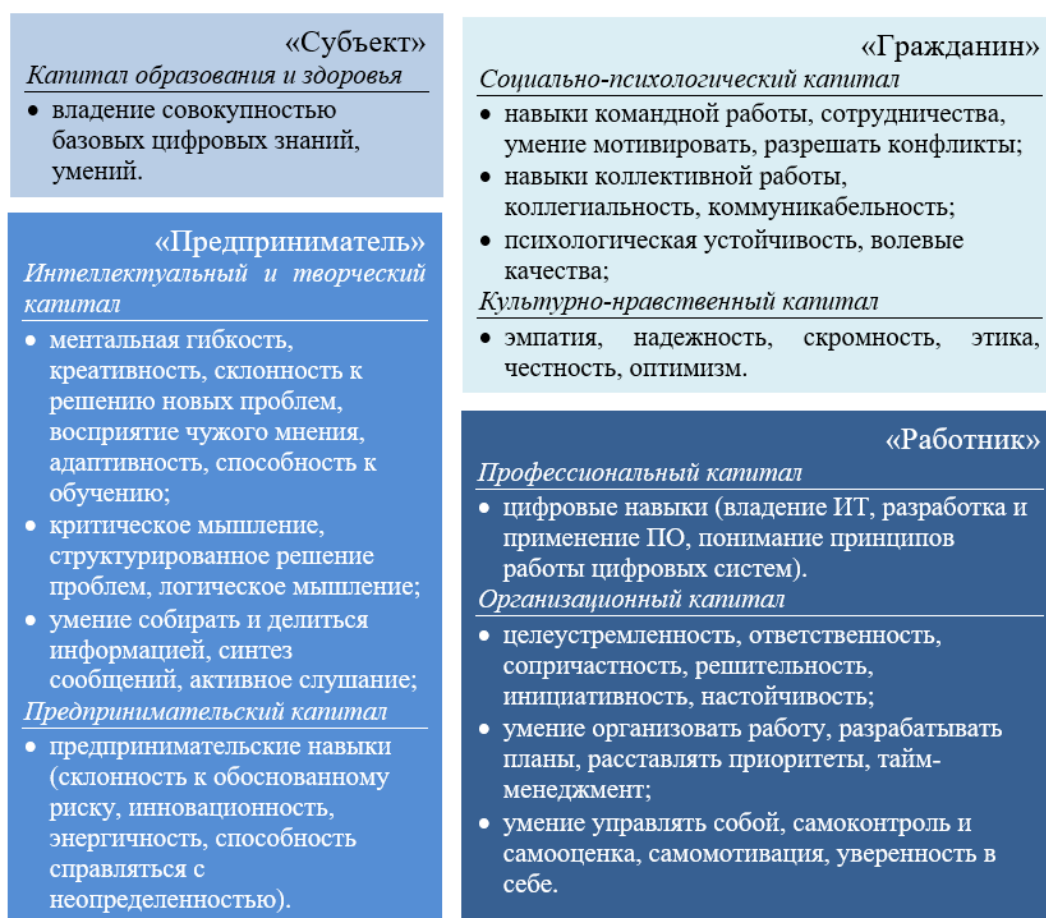 «Субъект»
Капитал образования и здоровья
• владение совокупностью
базовых цифровых знаний,
умений.
«Гражданин»
Социально-психологический капитал
• навыки командной работы, сотрудничества,
умение мотивировать, разрешать конфликты;
• навыки коллективной работы,
коллегиальность, коммуникабельность;
• психологическая устойчивость, волевые
качества;
Культурно-нравственный капитал
• эмпатия, надежность, скромность, этика,
честность, оптимизм.
«Предприниматель»
Интеллектуальный и творческий
капитал
• ментальная гибкость,
креативность, склонность к
решению новых проблем,
восприятие чужого мнения,
адаптивность, способность к
обучению;
• критическое мышление,
структурированное решение
проблем, логическое мышление;
• умение собирать и делиться
информацией, синтез
сообщений, активное слушание;
Предпринимательский капитал
• предпринимательские навыки
(склонность к обоснованному
риску, инновационность,
энергичность, способность
справляться с
неопределенностью).
«Работник»
Профессиональный капитал
• цифровые навыки (владение ИТ, разработка и
применение ПО, понимание принципов
работы цифровых систем).
Организационный капитал
• целеустремленность, ответственность,
сопричастность, решительность,
инициативность, настойчивость;
• умение организовать работу, разрабатывать
планы, расставлять приоритеты, тайм-
менеджмент;
• умение управлять собой, самоконтроль и
самооценка, самомотивация, уверенность в
себе.